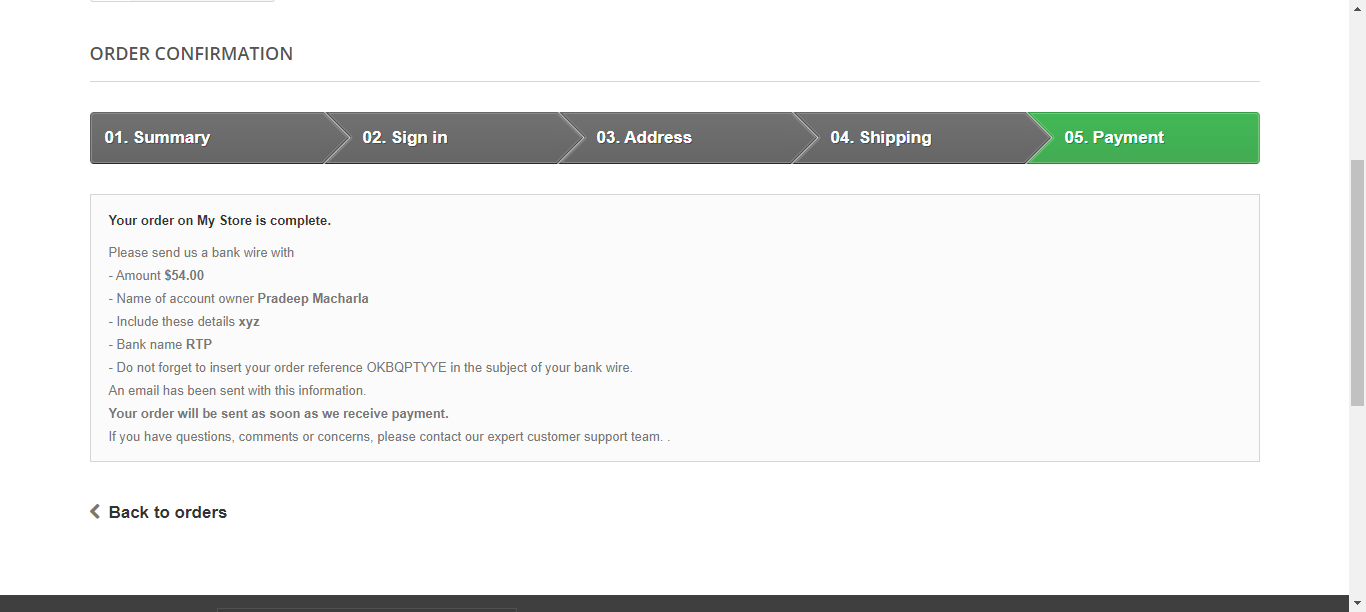 ORDER CONFIRMATION
01. Summary
02. Sign in
03. Address
04. Shipping
05. Payment
Your order on My Store is complete.
Please send us a bank wire with
- Amount $54.00
- Name of account owner Pradeep Macharla
- Include these details xyz
- Bank name RTP
- Do not forget to insert your order reference OKBQPTYYE in the subject of your bank wire.
An email has been sent with this information.
Your order will be sent as soon as we receive payment.
If you have questions, comments or concerns, please contact our expert customer support team. .
Back to orders